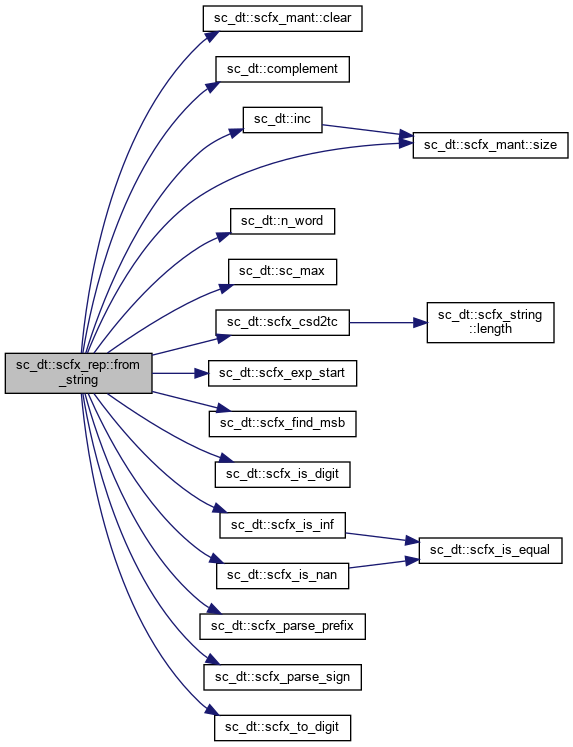 sc_dt::scfx_mant::clear
sc_dt::complement
sc_dt::inc
sc_dt::scfx_mant::size
sc_dt::n_word
sc_dt::sc_max
sc_dt::scfx_csd2tc
sc_dt::scfx_string
::length
sc_dt::scfx_rep::from
_string
sc_dt::scfx_exp_start
sc_dt::scfx_find_msb
sc_dt::scfx_is_digit
sc_dt::scfx_is_inf
sc_dt::scfx_is_equal
sc_dt::scfx_is_nan
sc_dt::scfx_parse_prefix
sc_dt::scfx_parse_sign
sc_dt::scfx_to_digit